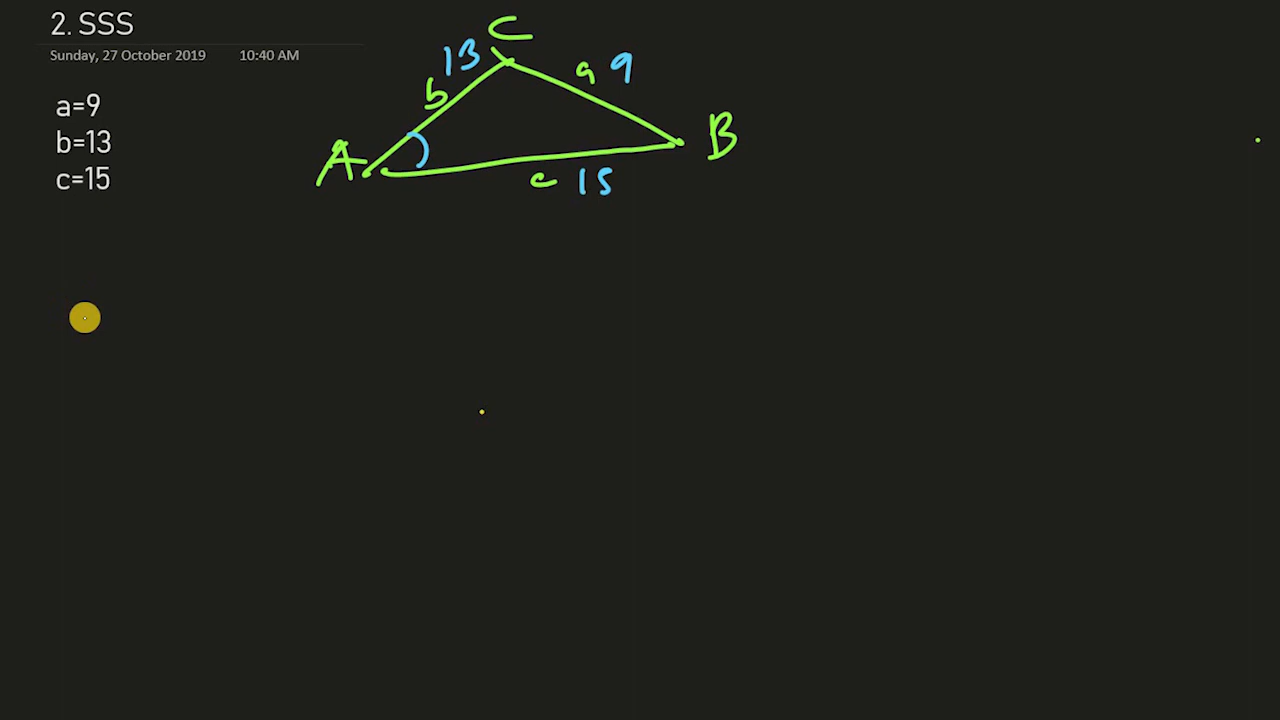 2. SSS
Sunday, 27 October 2019 10:40 AM
a=9
b=13
c=15
C
13
a 9
b
A
B
c 15